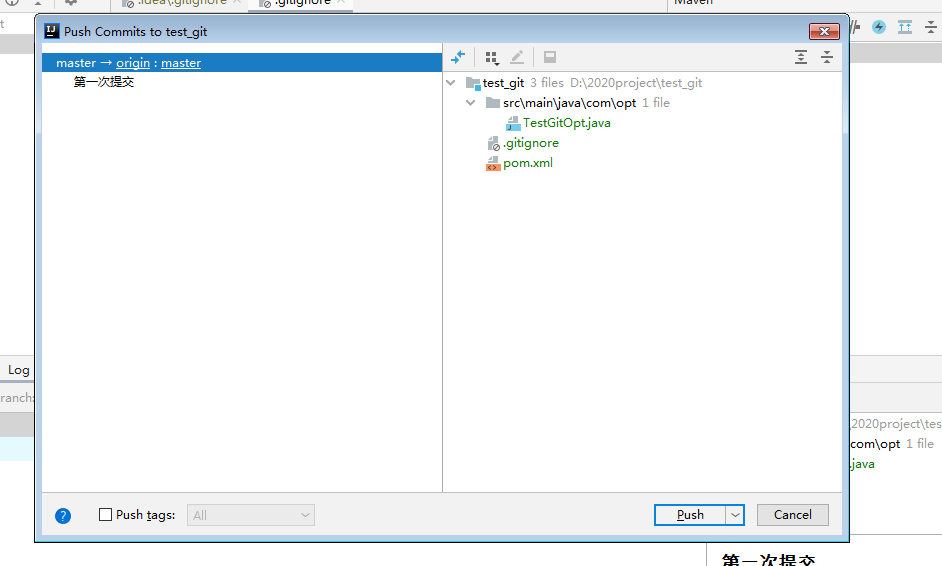 .idea\.gitignore
.gitignore
Maven
Push Commits to test_git
master → origin : master
第一次提交
test_git 3 files D:\2020project\test_git
src\main\java\com\opt 1 file
TestGitOpt.java
.gitignore
pom.xml
Log
\2020project\tes
com\opt 1 file
.java
Push tags: All
Push
Cancel
第一次提交